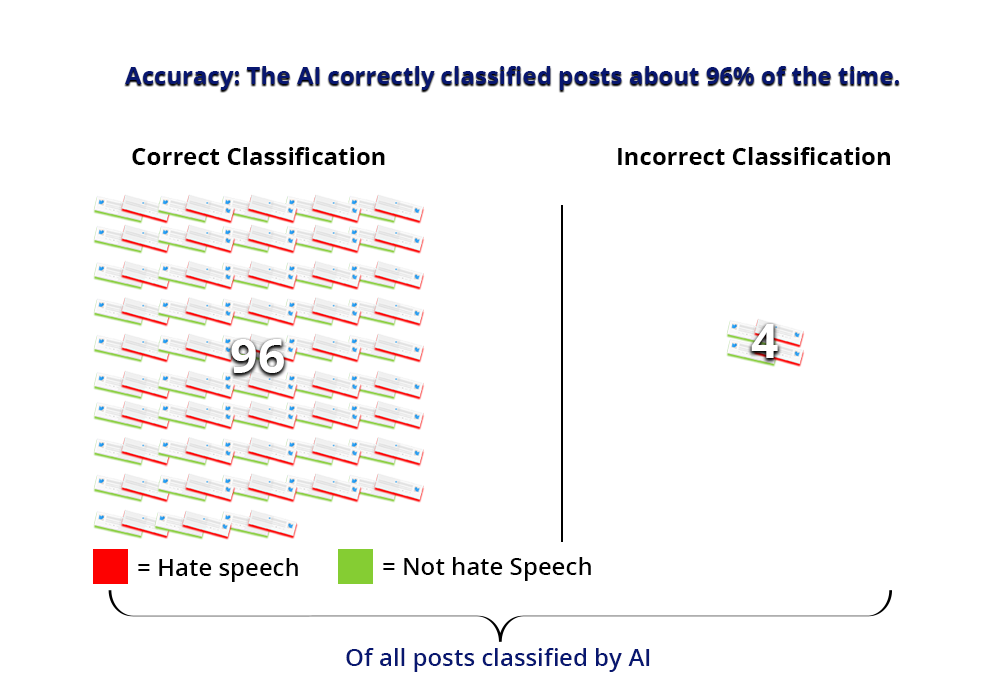 Accuracy: The AI correctly classified posts about 96% of the time.
Correct Classification
Incorrect Classification
96
4
= Hate speech
= Not hate Speech
Of all posts classified by AI